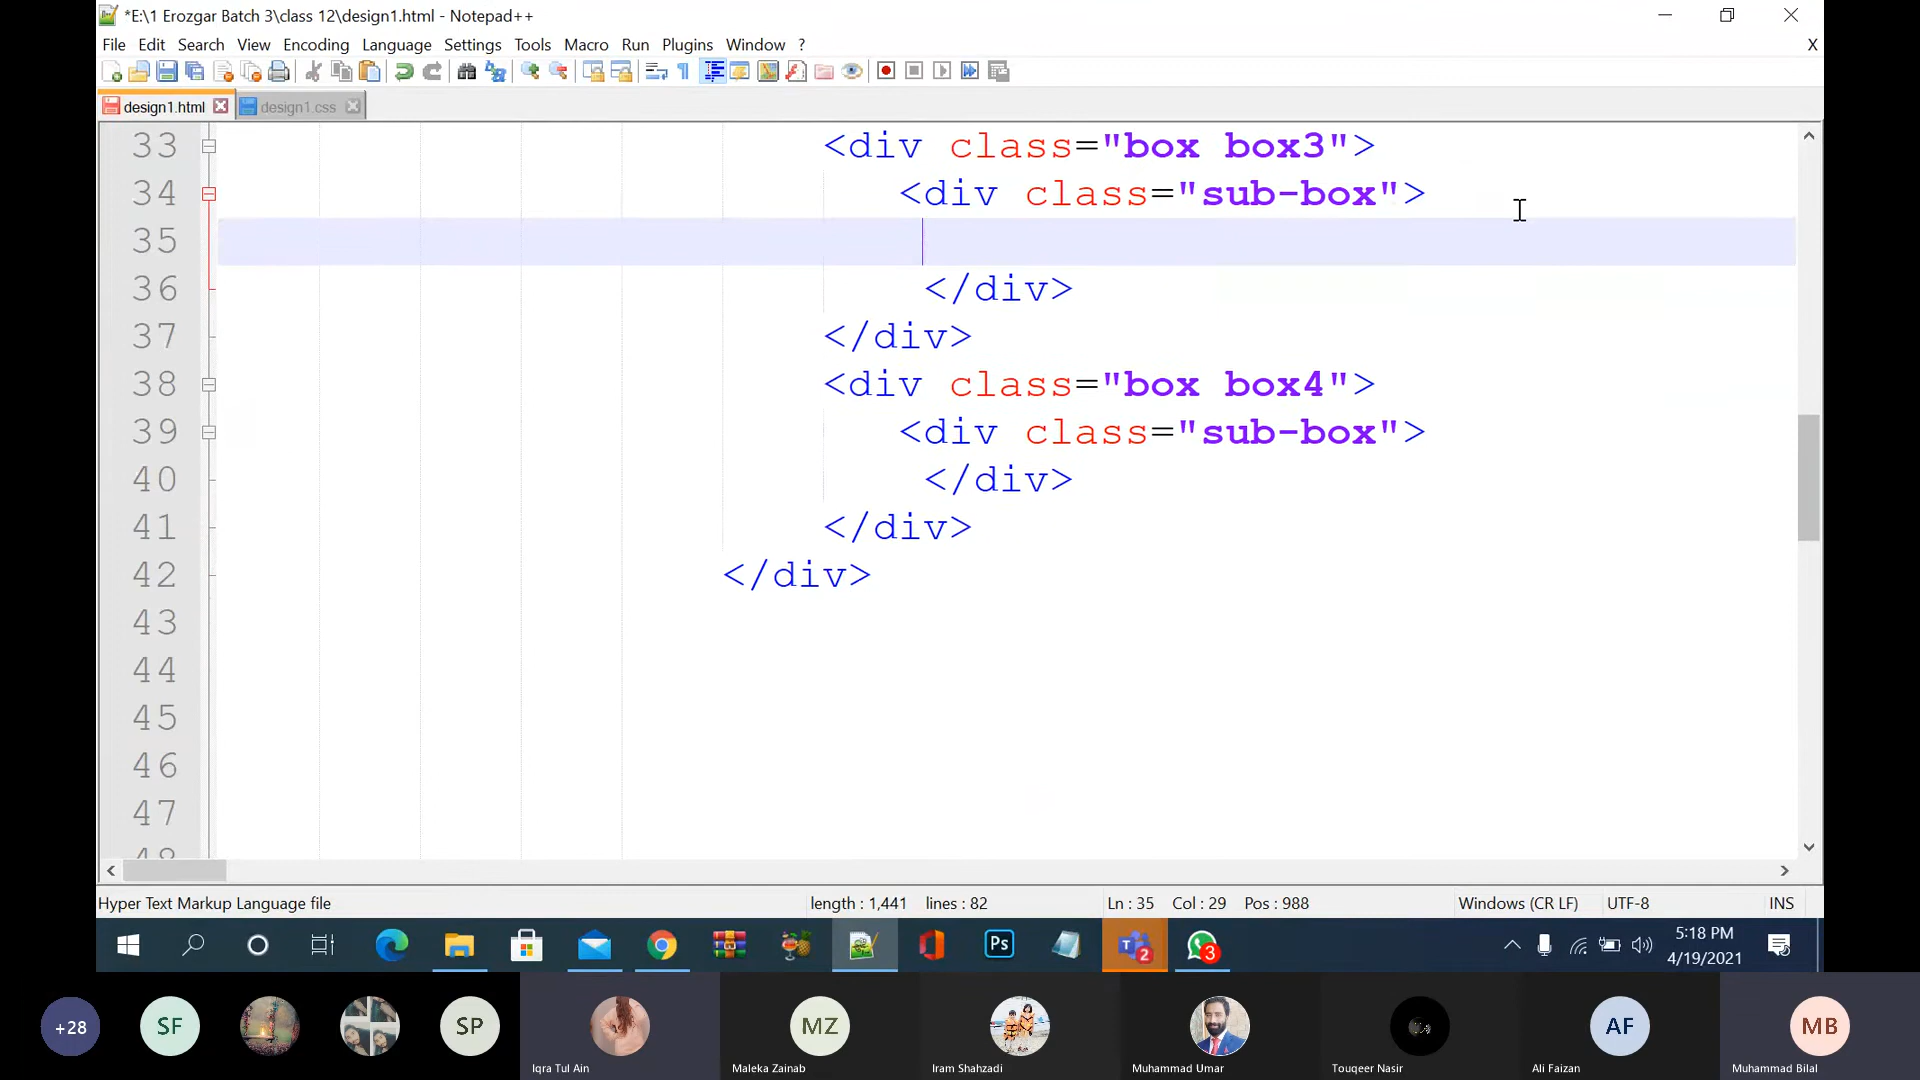 *E:\1 Erozgar Batch 3\class 12\design1.html - Notepad++
File Edit Search View Encoding Language Settings Tools Macro Run Plugins Window ? X
design1.html design1.css
33 <div class="box box3">
34 <div class="sub-box">
35
36 </div>
37 </div>
38 <div class="box box4">
39 <div class="sub-box">
40 </div>
41 </div>
42 </div>
43
44
45
46
47
48
Hyper Text Markup Language file length : 1,441 lines : 82 Ln : 35 Col : 29 Pos : 988 Windows (CR LF) UTF-8 INS
Ps T 2 3 5:18 PM
4/19/2021
+28 SF SP MZ AF MB
Iqra Tul Ain Maleka Zainab Iram Shahzadi Muhammad Umar Touqeer Nasir Ali Faizan Muhammad Bilal